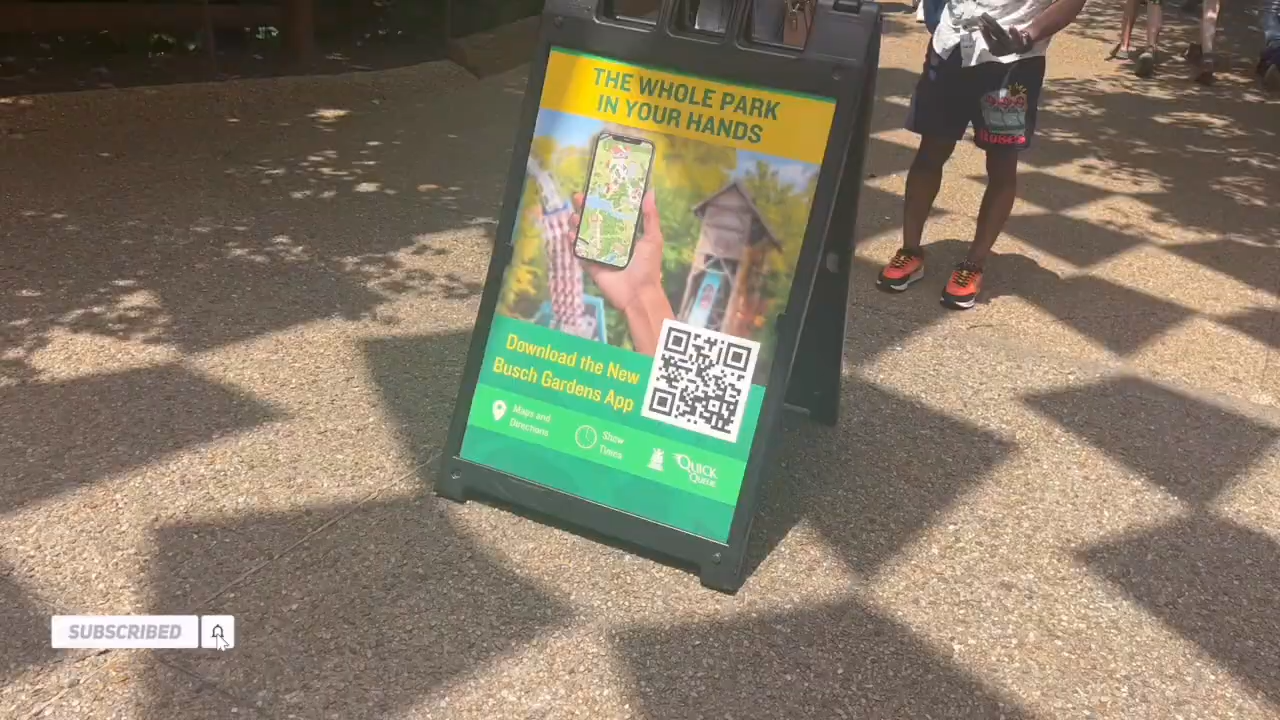 THE WHOLE PARK
IN YOUR HANDS
Download the New
Busch Gardens App
Maps and
Directions
Show
Times
QUICK
QUEUE
SUBSCRIBED